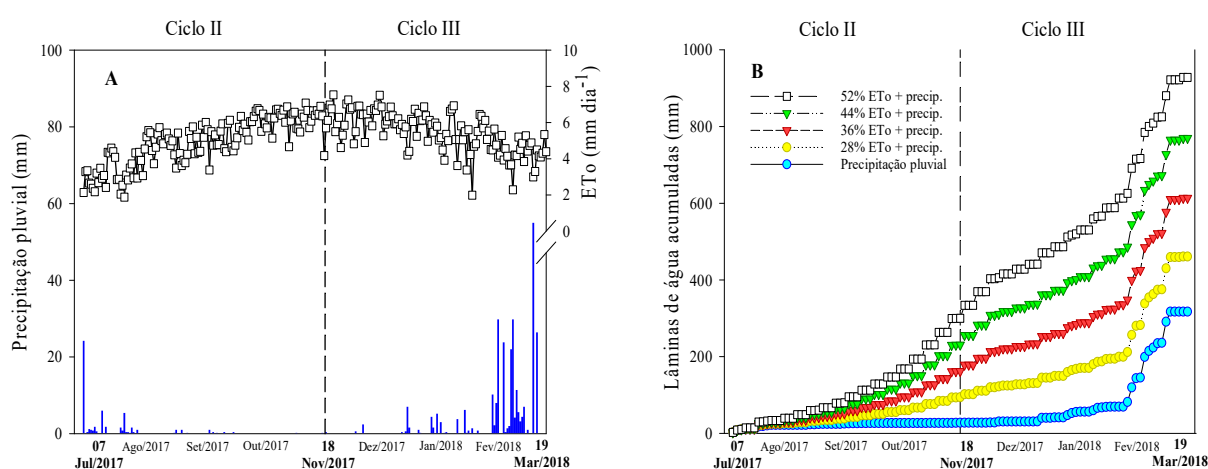 Ciclo II
Ciclo III
A
Precipitação pluvial (mm)
100
80
60
40
20
0
ETo (mm dia⁻¹)
10
8
6
4
2
0
07
Jul/2017
Ago/2017
Set/2017
Out/2017
18
Nov/2017
Dez/2017
Jan/2018
Fev/2018
19
Mar/2018
Ciclo II
Ciclo III
B
Lâminas de água acumuladas (mm)
1000
800
600
400
200
0
52% ETo + precip.
44% ETo + precip.
36% ETo + precip.
28% ETo + precip.
Precipitação pluvial
07
Jul/2017
Ago/2017
Set/2017
Out/2017
18
Nov/2017
Dez/2017
Jan/2018
Fev/2018
19
Mar/2018